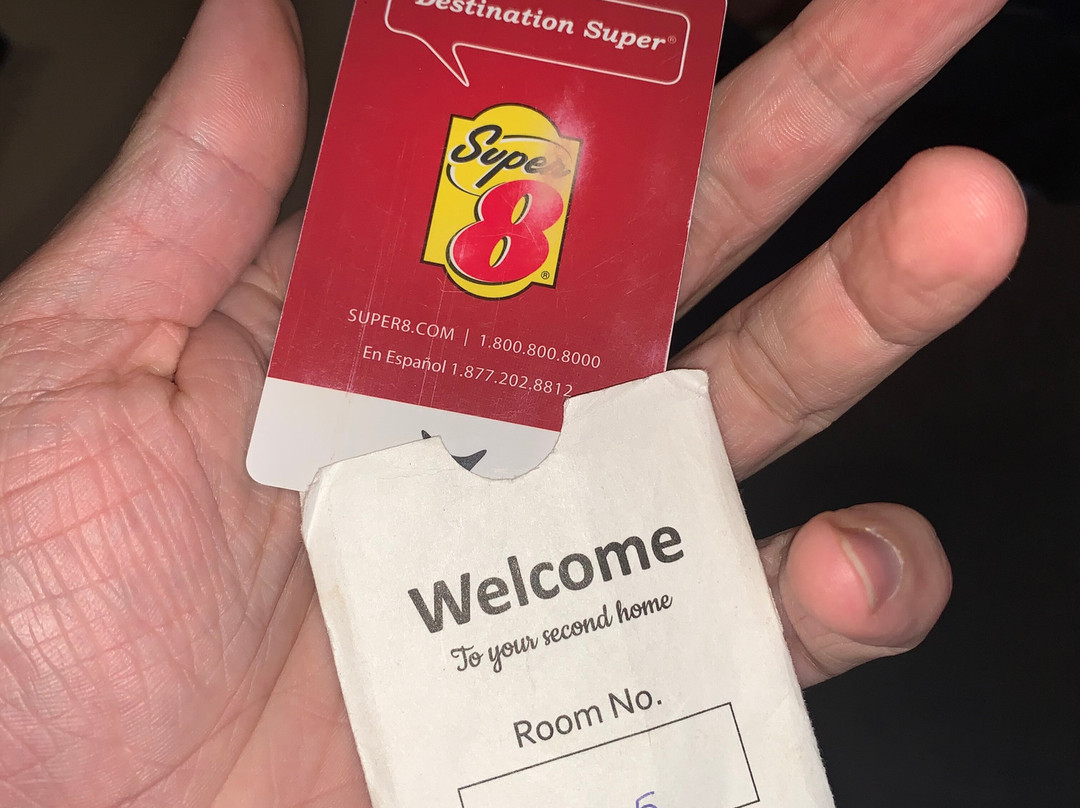 Destination Super®
Super
8®
SUPER8.COM | 1.800.800.8000
En Español 1.877.202.8812
Welcome
To your second home
Room No.